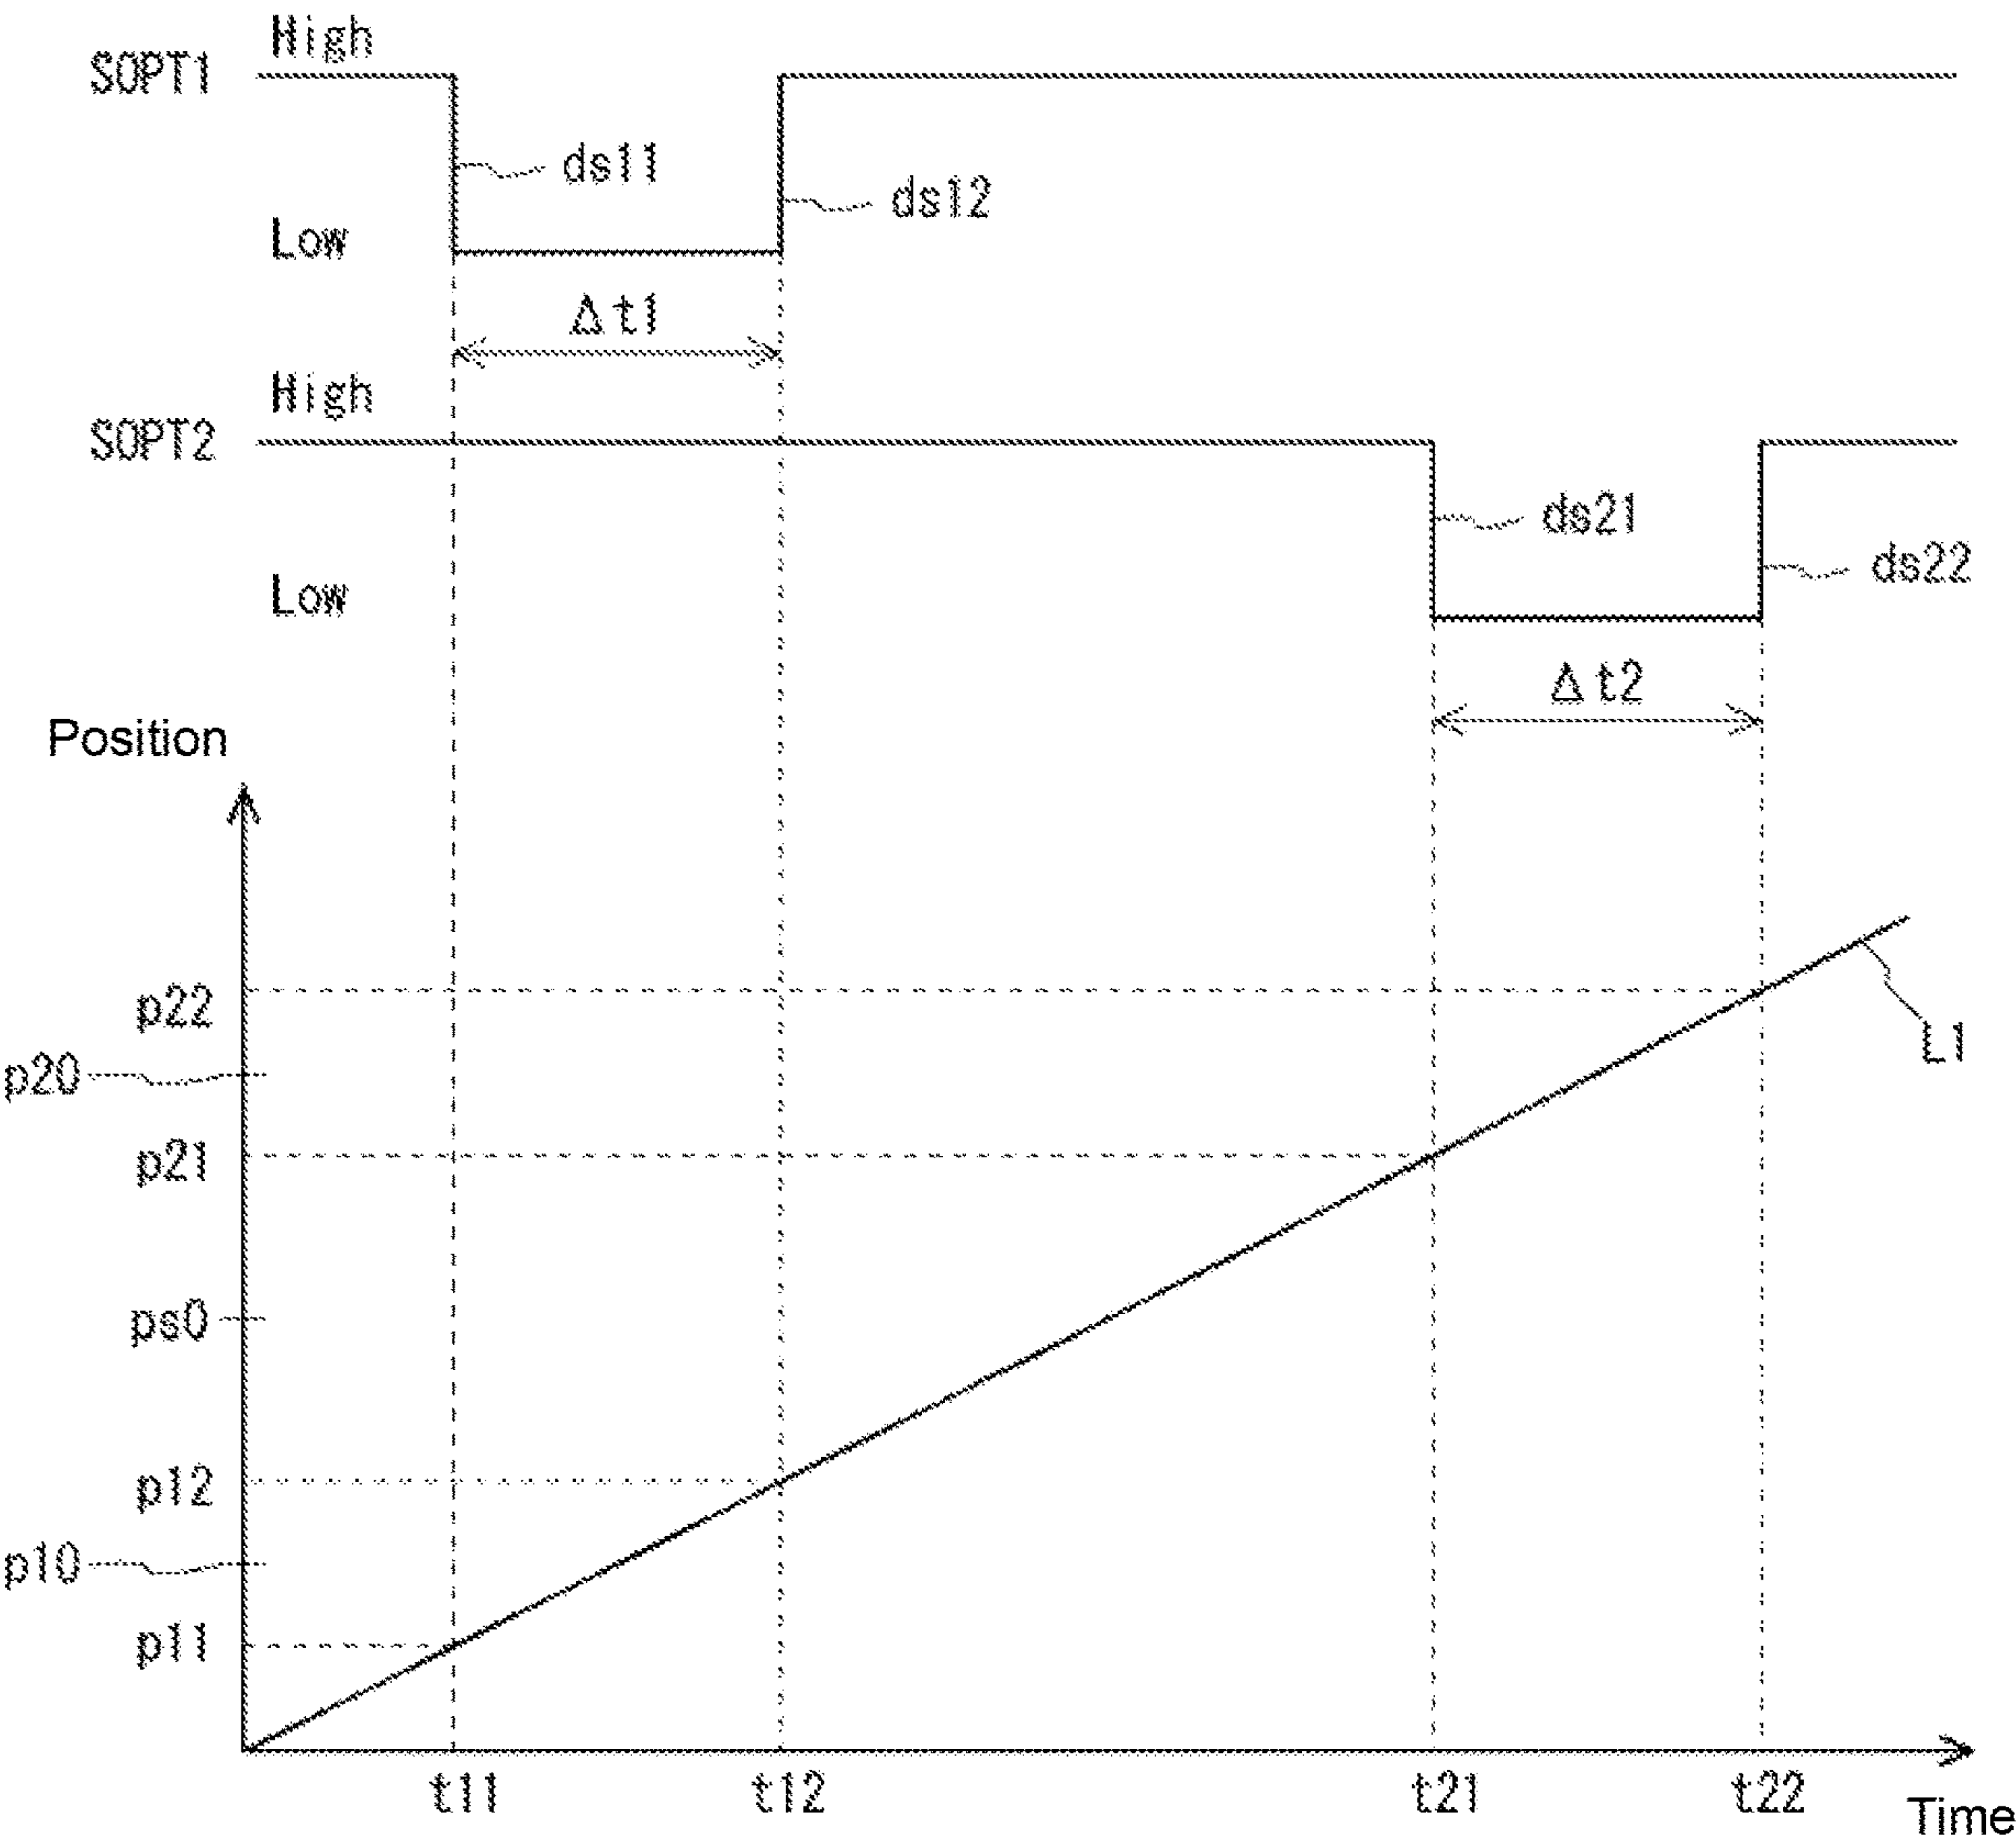 High
SOPT1
ds11
ds12
Low
Δt1
High
SOPT2
ds21
ds22
Low
Δt2
Position
p22
L1
p20
p21
ps0
p12
p10
p11
t11 t12 t21 t22
Time